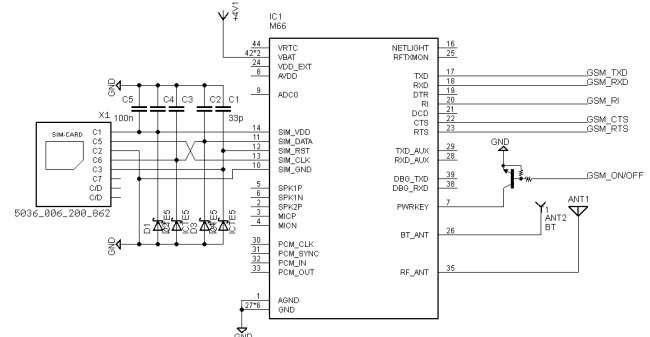 +4V1
IC1
M66
44 VRTC
42*2 VBAT
24 VDD_EXT
8 AVDD
9 ADC0
14 SIM_VDD
11 SIM_DATA
12 SIM_RST
13 SIM_CLK
10 SIM_GND
5 SPK1P
6 SPK1N
2 SPK2P
3 MICP
4 MICN
30 PCM_CLK
31 PCM_SYNC
32 PCM_IN
33 PCM_OUT
1 AGND
27*6 GND
NETLIGHT 16
RFTXMON 25
TXD 17 GSM_TXD
RXD 18 GSM_RXD
DTR 19
RI 20 GSM_RI
DCD 21
CTS 22 GSM_CTS
RTS 23 GSM_RTS
TXD_AUX 29
RXD_AUX 28
DBG_TXD 39
DBG_RXD 38
PWRKEY 7
BT_ANT 26
RF_ANT 35
GND
GSM_ON/OFF
1
ANT2
BT
ANT1
GND
C5 C4 C3 C2 C1
100n 33p
X1
SIM-CARD
C1
C5
C2
C6
C3
C7
C/D
C/D
5036_006_200_862
GND
D1
D3
ICTE5
GND